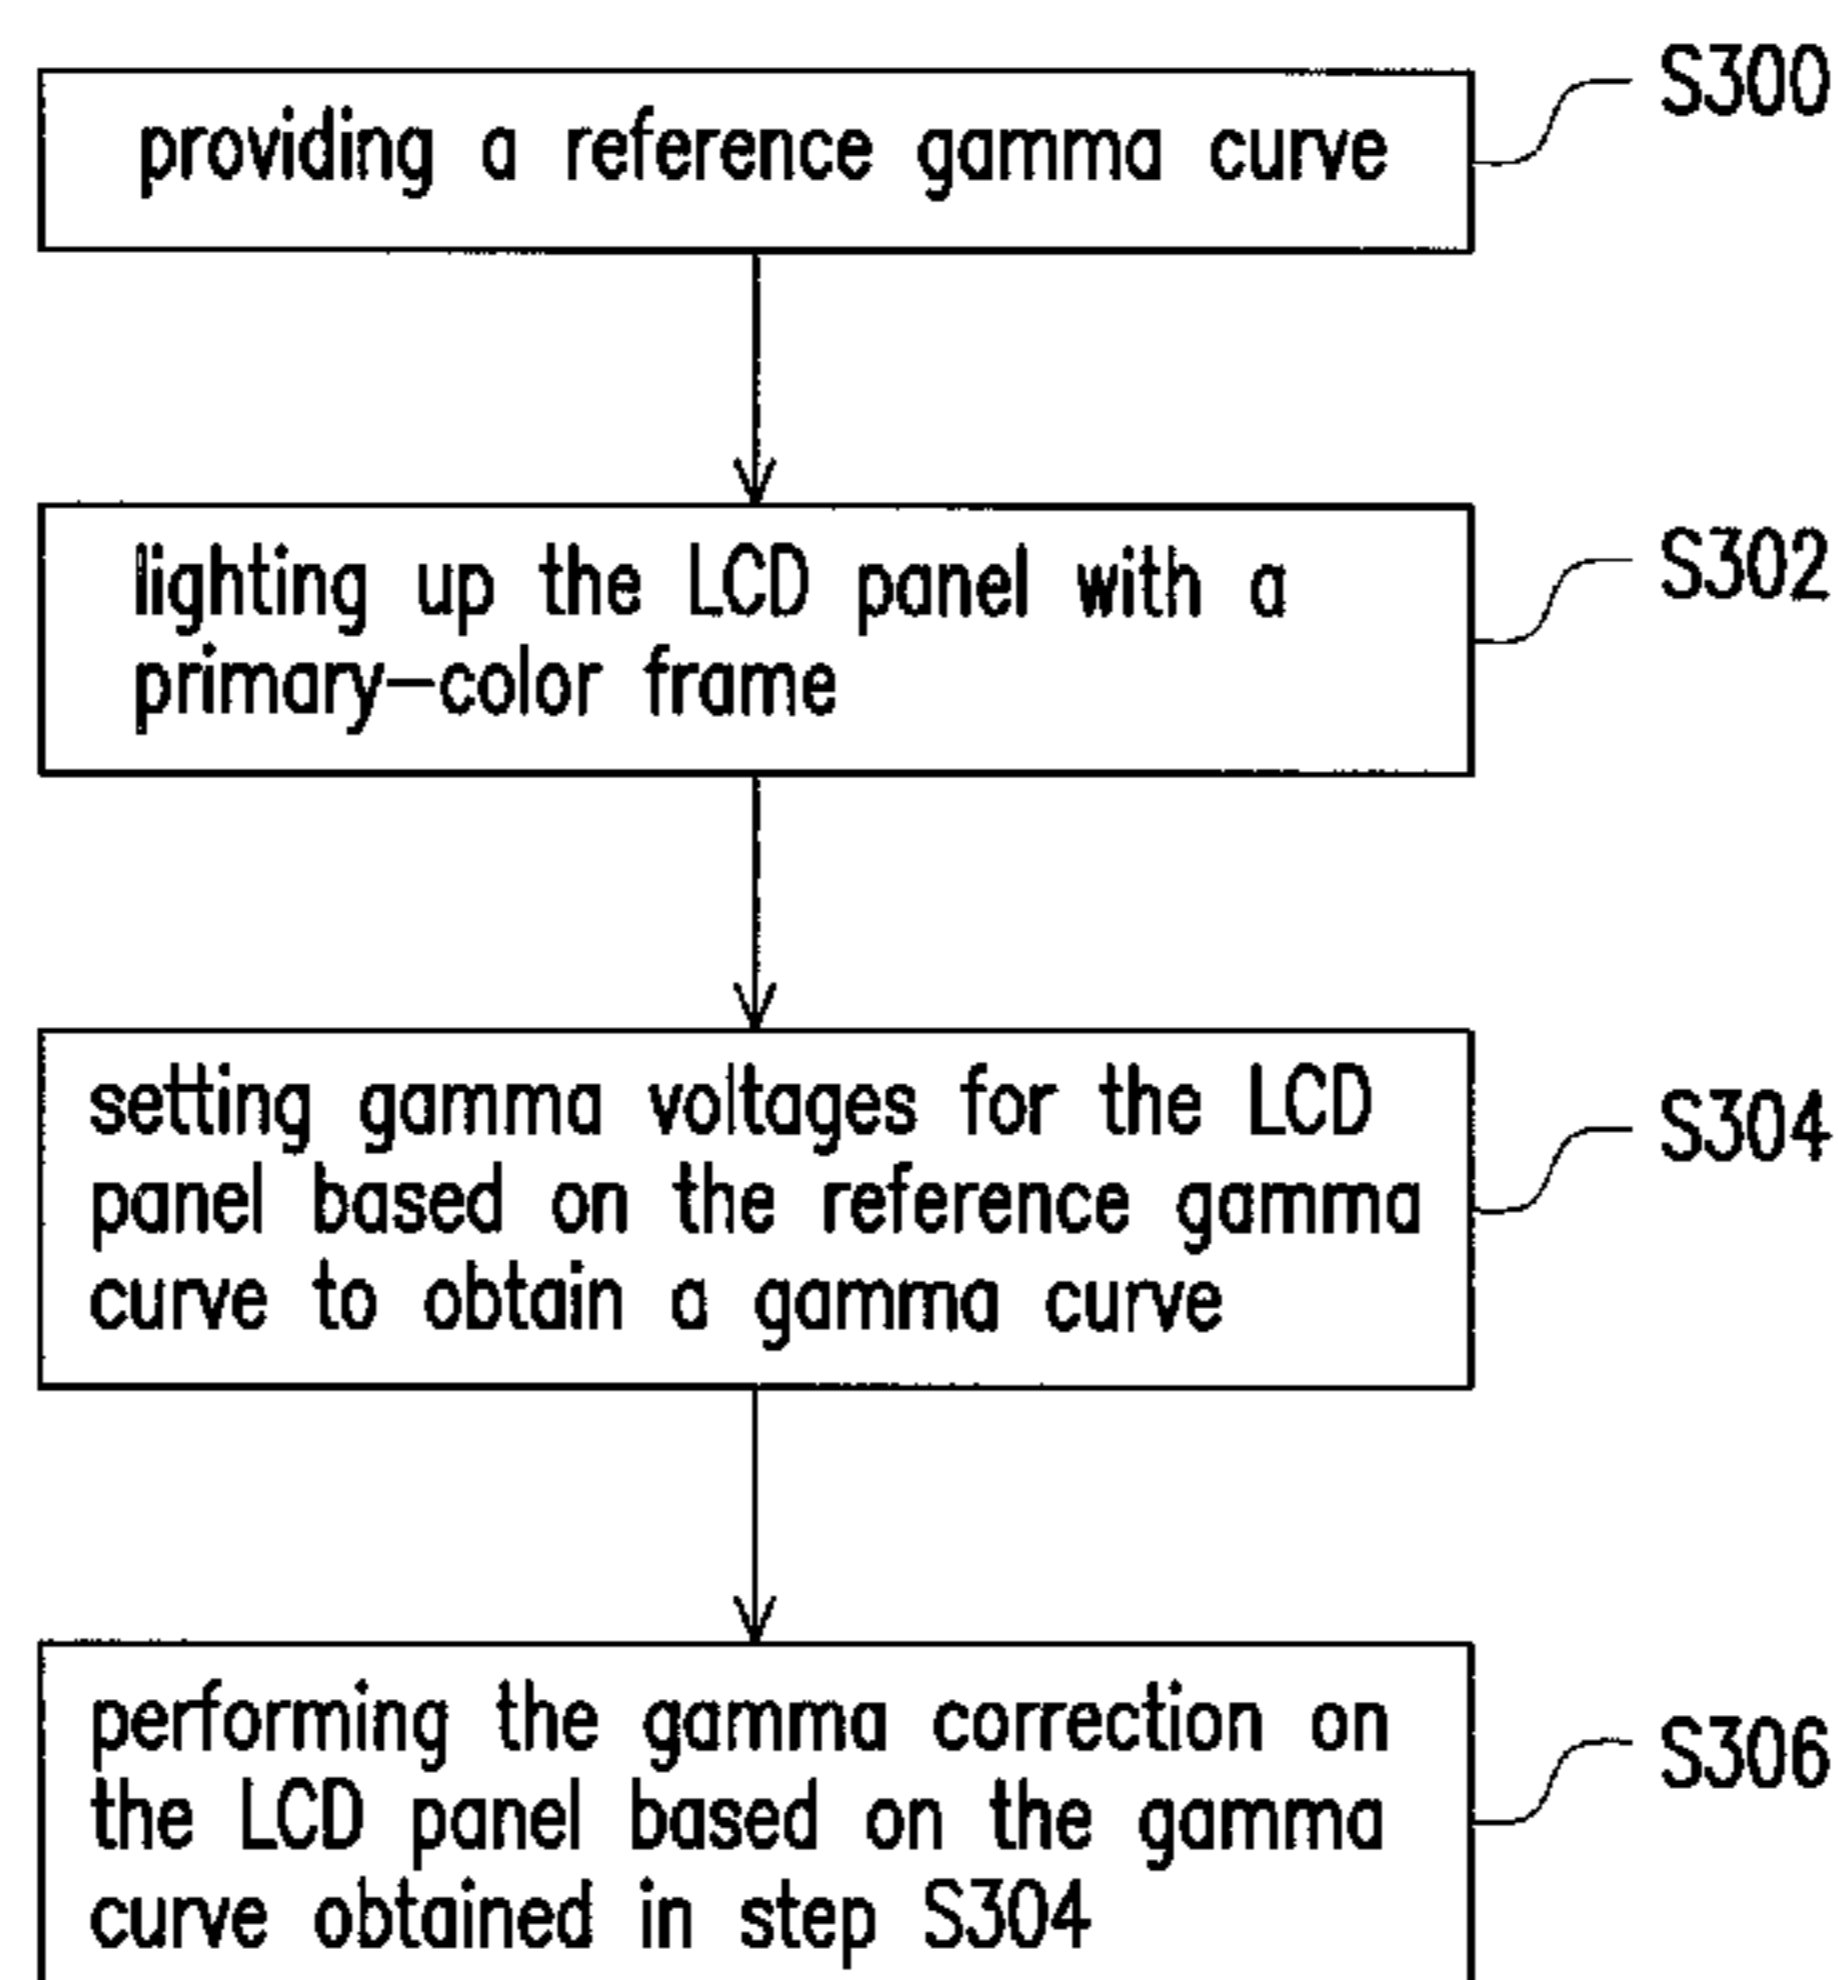 providing a reference gamma curve
S300
lighting up the LCD panel with a
primary-color frame
S302
setting gamma voltages for the LCD
panel based on the reference gamma
curve to obtain a gamma curve
S304
performing the gamma correction on
the LCD panel based on the gamma
curve obtained in step S304
S306